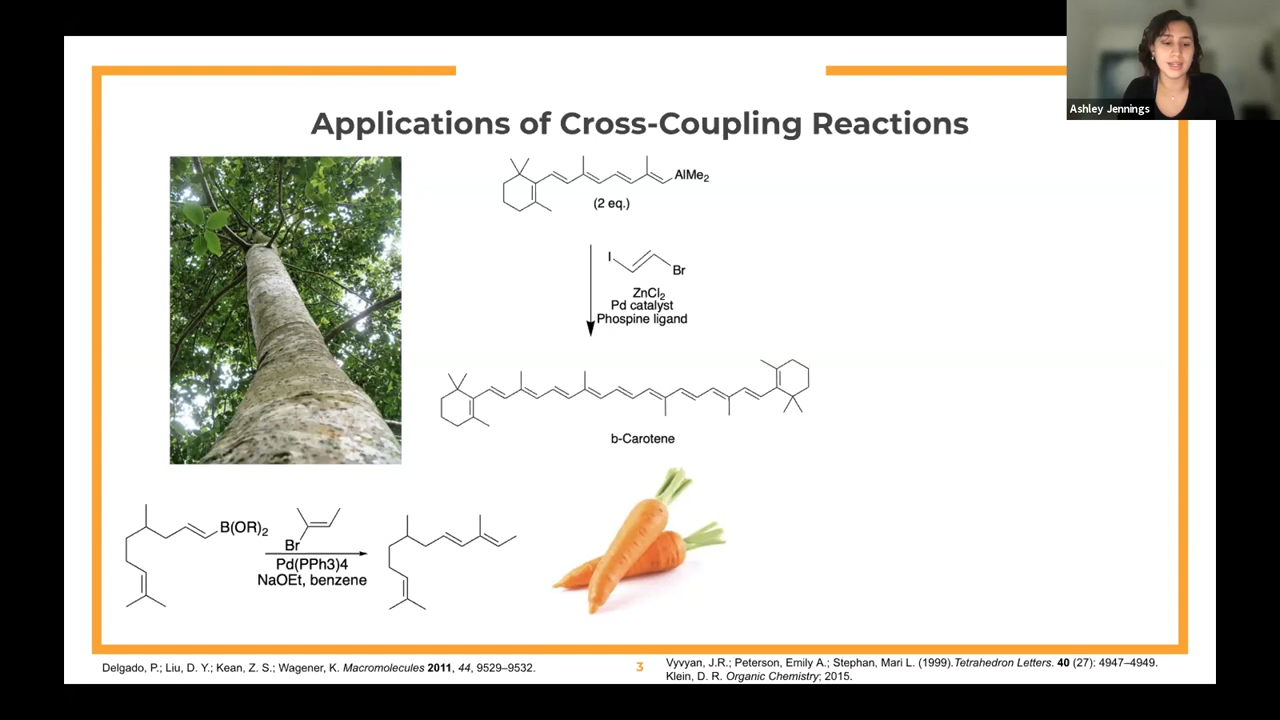 Ashley Jennings
Applications of Cross-Coupling Reactions
AlMe2
(2 eq.)
I
Br
ZnCl2
Pd catalyst
Phospine ligand
b-Carotene
B(OR)2
Br
Pd(PPh3)4
NaOEt, benzene
Delgado, P.; Liu, D. Y.; Kean, Z. S.; Wagener, K. Macromolecules 2011, 44, 9529–9532.
3
Vyvyan, J.R.; Peterson, Emily A.; Stephan, Mari L. (1999).Tetrahedron Letters. 40 (27): 4947–4949.
Klein, D. R. Organic Chemistry; 2015.